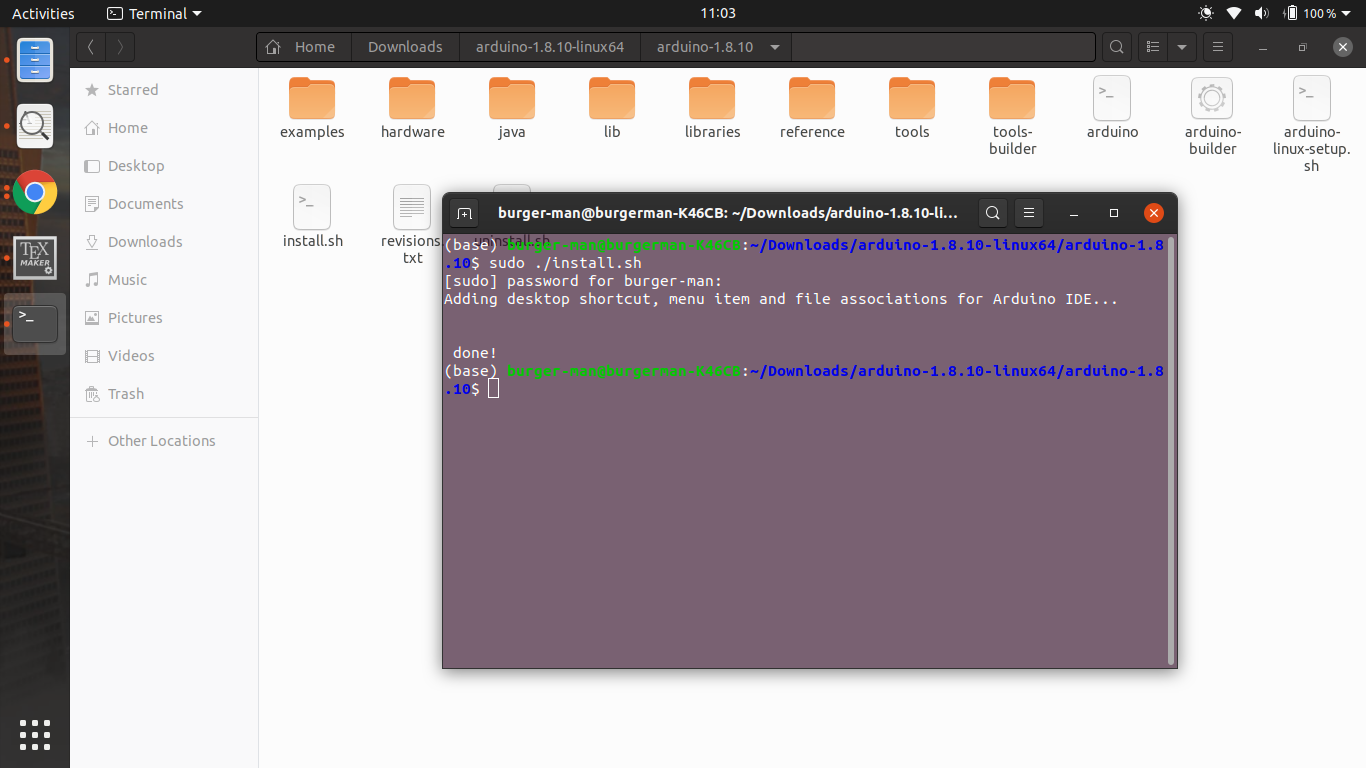 Activities
Terminal
11:03
100 %
Home
Downloads
arduino-1.8.10-linux64
arduino-1.8.10
Starred
Home
Desktop
Documents
Downloads
Music
Pictures
Videos
Trash
Other Locations
TEX
MAKER
examples
hardware
java
lib
libraries
reference
tools
tools-
builder
arduino
arduino-
builder
arduino-
linux-setup.
sh
install.sh
revisions
txt
uninstall.sh
burger-man@burgerman-K46CB: ~/Downloads/arduino-1.8.10-li...
(base) burger-man@burgerman-K46CB:~/Downloads/arduino-1.8.10-linux64/arduino-1.8
.10$ sudo ./install.sh
[sudo] password for burger-man:
Adding desktop shortcut, menu item and file associations for Arduino IDE...
done!
(base) burger-man@burgerman-K46CB:~/Downloads/arduino-1.8.10-linux64/arduino-1.8
.10$